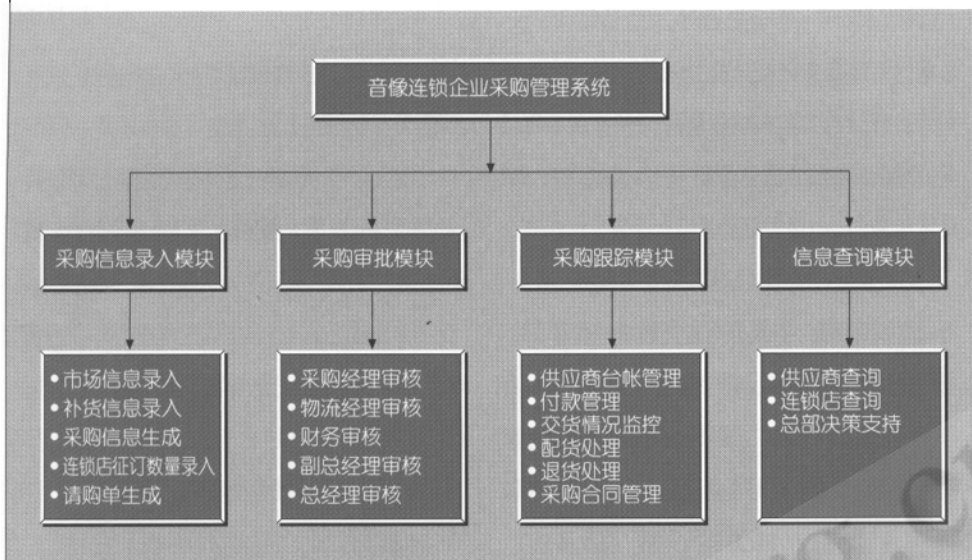 音像连锁企业采购管理系统
采购信息录入模块
采购审批模块
采购跟踪模块
信息查询模块
• 市场信息录入
• 补货信息录入
• 采购信息生成
• 连锁店征订数量录入
• 请购单生成
• 采购经理审核
• 物流经理审核
• 财务审核
• 副总经理审核
• 总经理审核
• 供应商台帐管理
• 付款管理
• 交货情况监控
• 配货处理
• 退货处理
• 采购合同管理
• 供应商查询
• 连锁店查询
• 总部决策支持